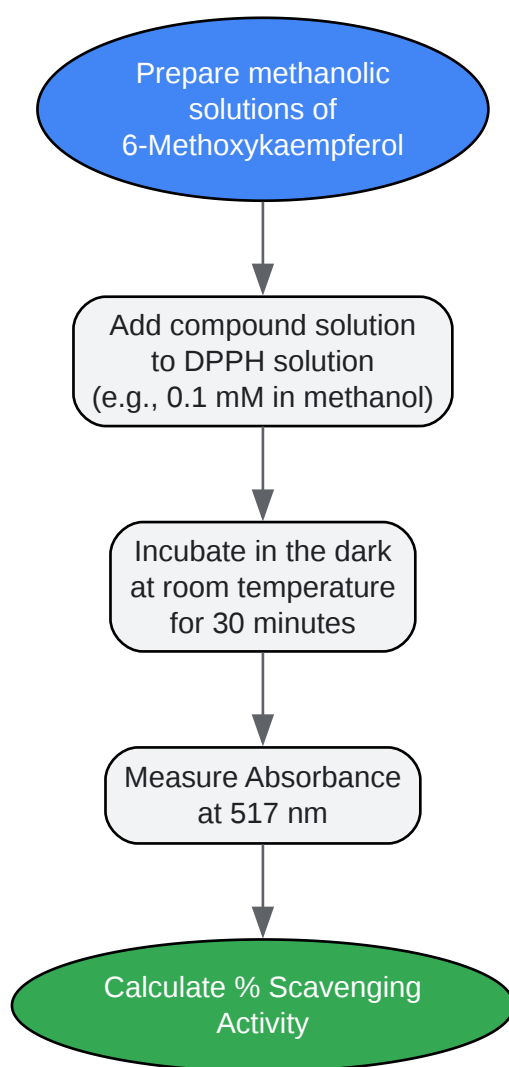 Prepare methanolic
solutions of
6-Methoxykaempferol
Add compound solution
to DPPH solution
(e.g., 0.1 mM in methanol)
Incubate in the dark
at room temperature
for 30 minutes
Measure Absorbance
at 517 nm
Calculate % Scavenging
Activity